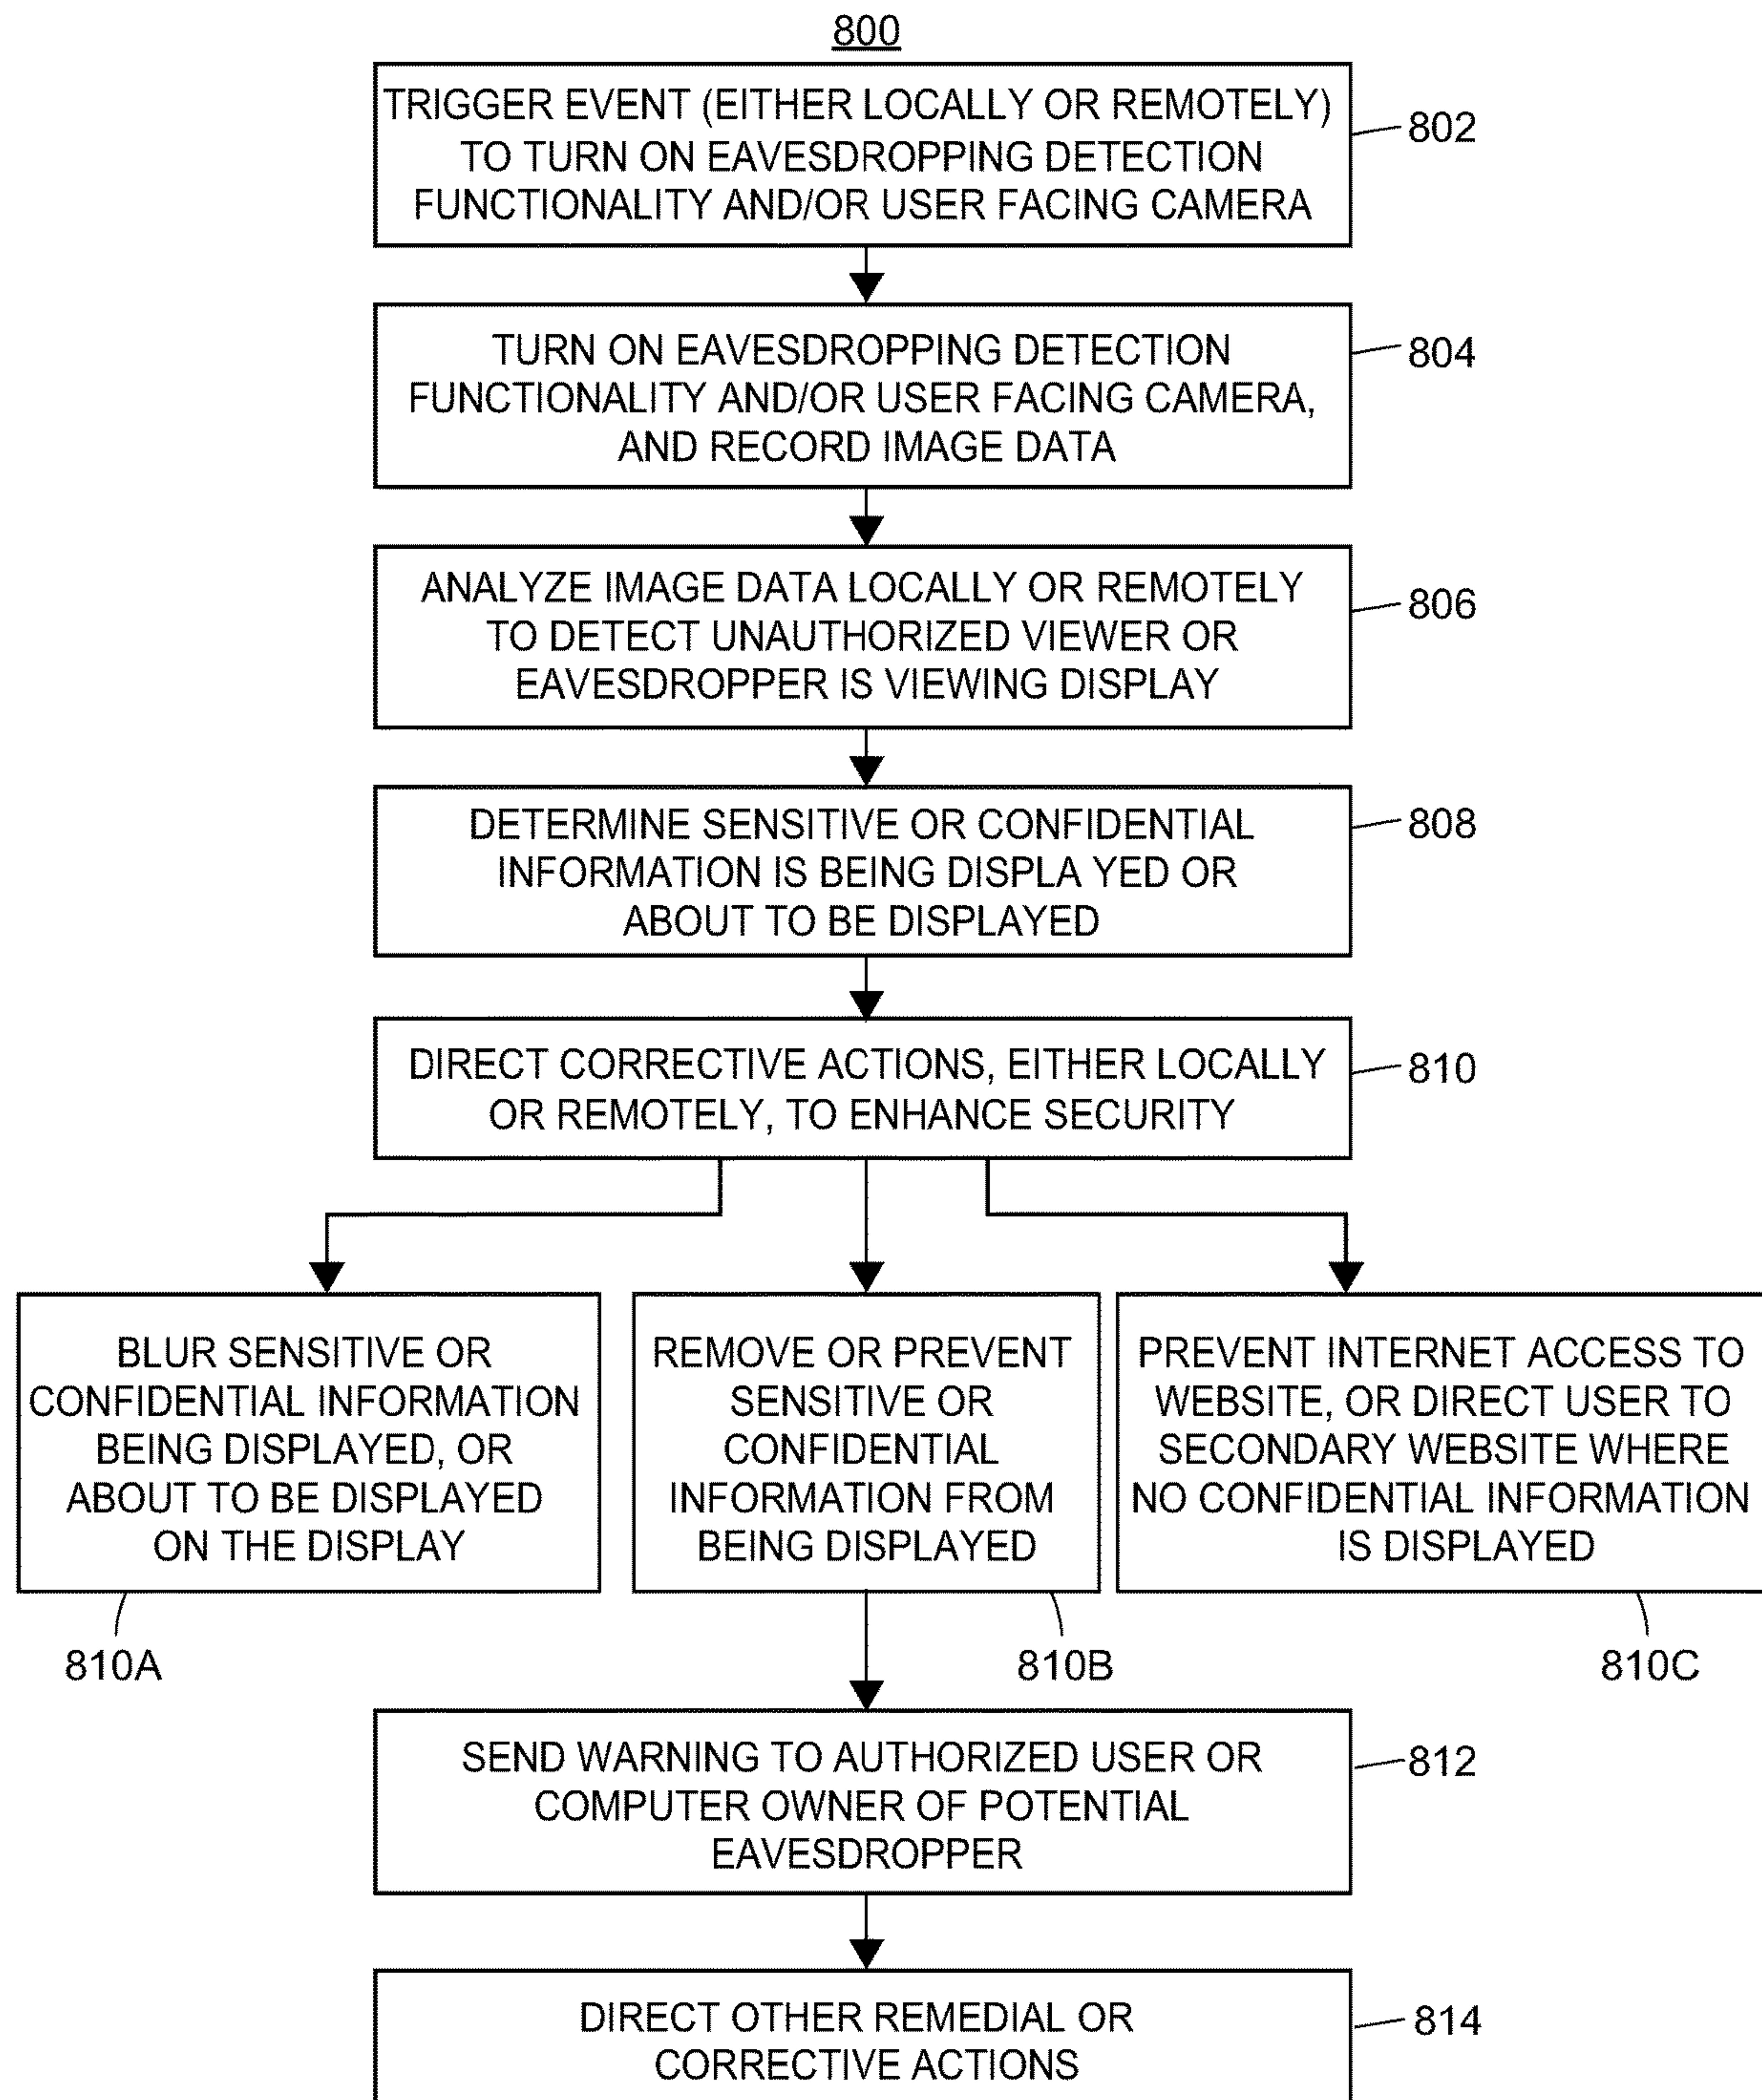 800
TRIGGER EVENT (EITHER LOCALLY OR REMOTELY)
TO TURN ON EAVESDROPPING DETECTION
FUNCTIONALITY AND/OR USER FACING CAMERA
802
TURN ON EAVESDROPPING DETECTION
FUNCTIONALITY AND/OR USER FACING CAMERA,
AND RECORD IMAGE DATA
804
ANALYZE IMAGE DATA LOCALLY OR REMOTELY
TO DETECT UNAUTHORIZED VIEWER OR
EAVESDROPPER IS VIEWING DISPLAY
806
DETERMINE SENSITIVE OR CONFIDENTIAL
INFORMATION IS BEING DISPLA YED OR
ABOUT TO BE DISPLAYED
808
DIRECT CORRECTIVE ACTIONS, EITHER LOCALLY
OR REMOTELY, TO ENHANCE SECURITY
810
BLUR SENSITIVE OR
CONFIDENTIAL INFORMATION
BEING DISPLAYED, OR
ABOUT TO BE DISPLAYED
ON THE DISPLAY
810A
REMOVE OR PREVENT
SENSITIVE OR
CONFIDENTIAL
INFORMATION FROM
BEING DISPLAYED
810B
PREVENT INTERNET ACCESS TO
WEBSITE, OR DIRECT USER TO
SECONDARY WEBSITE WHERE
NO CONFIDENTIAL INFORMATION
IS DISPLAYED
810C
SEND WARNING TO AUTHORIZED USER OR
COMPUTER OWNER OF POTENTIAL
EAVESDROPPER
812
DIRECT OTHER REMEDIAL OR
CORRECTIVE ACTIONS
814